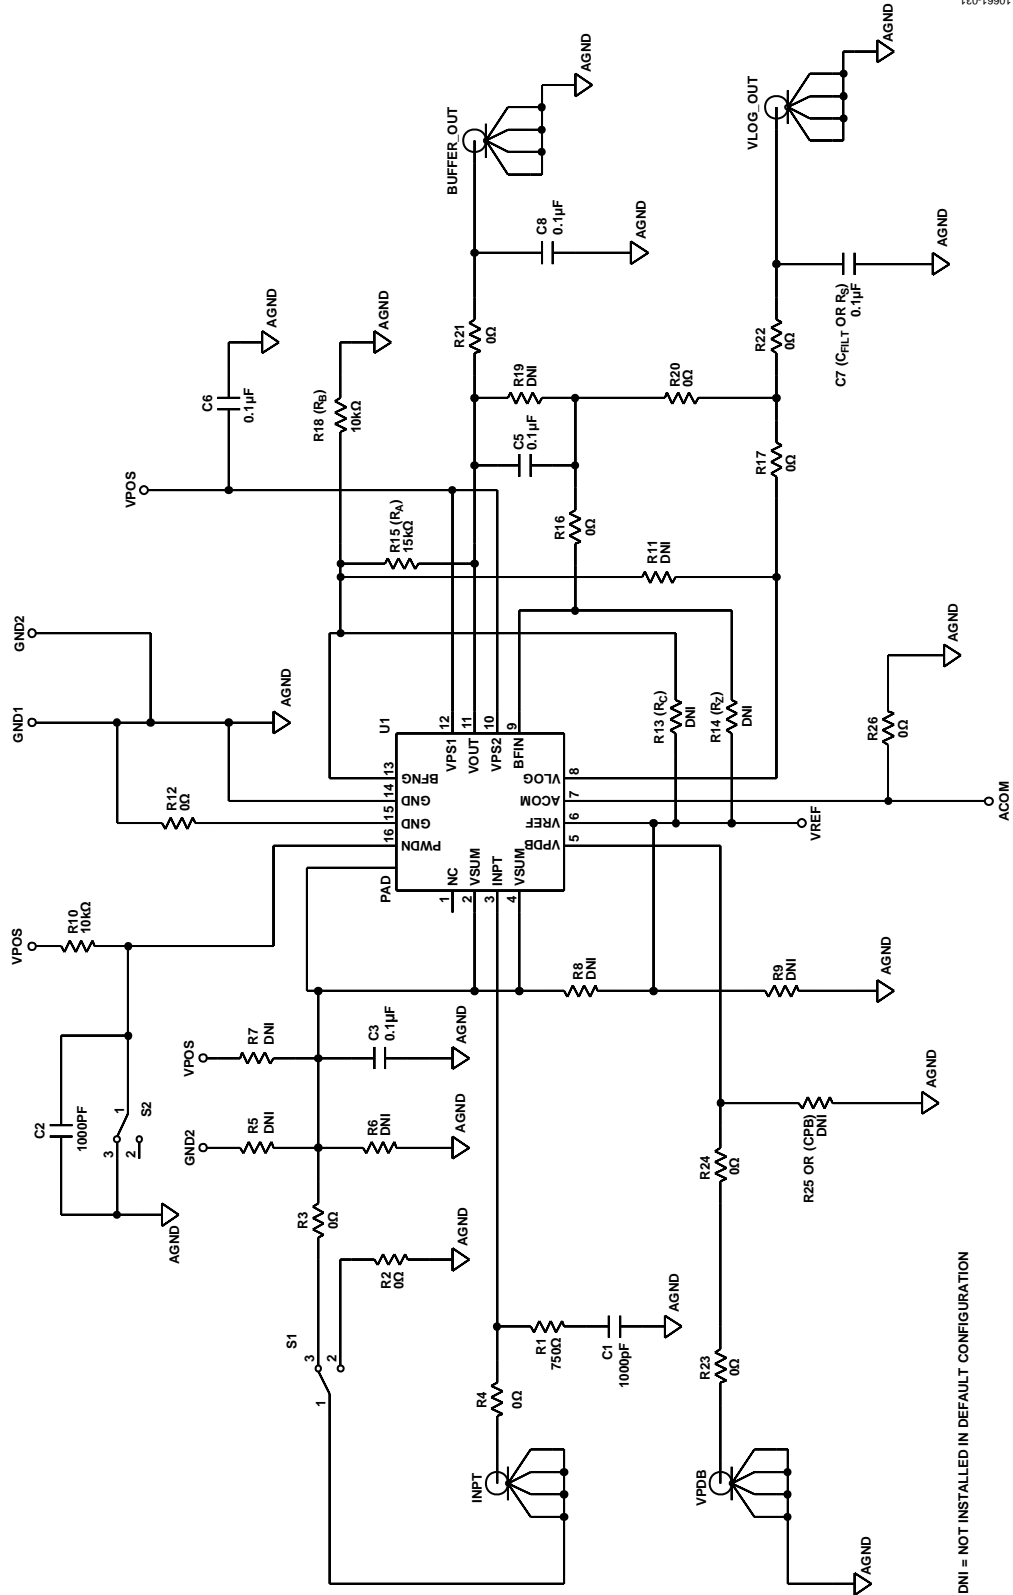 10661-031
AGND
AGND
BUFFER_OUT
VLOG_OUT
C8
0.1µF
AGND
AGND
C7 (CFILT OR RS)
0.1µF
AGND
AGND
R21
0Ω
R22
0Ω
C6
0.1µF
R18 (RB)
10kΩ
R19
DNI
R20
0Ω
C5
0.1µF
R17
0Ω
VPOS
R15 (RA)
15kΩ
R16
0Ω
R11
DNI
GND2
GND1
AGND
AGND
R12
0Ω
R13 (RC)
DNI
R14 (RZ)
DNI
R26
0Ω
ACOM
VREF
U1
12
VPS1
11
VOUT
10
VPS2
9
BFIN
13
BFNG
14
GND
15
GND
16
PWDN
8
VLOG
7
ACOM
6
VREF
5
VPDB
PAD
1
NC
2
VSUM
3
INPT
4
VSUM
VPOS
R10
10kΩ
R8
DNI
R9
DNI
AGND
VPOS
R7
DNI
C3
0.1µF
AGND
C2
1000PF
1
S2
3
2
AGND
GND2
R5
DNI
R6
DNI
AGND
R24
0Ω
R25 OR (CPB)
DNI
AGND
R3
0Ω
R2
0Ω
AGND
S1
3
2
1
R4
0Ω
R1
750Ω
C1
1000pF
AGND
R23
0Ω
INPT
VPDB
AGND
DNI = NOT INSTALLED IN DEFAULT CONFIGURATION